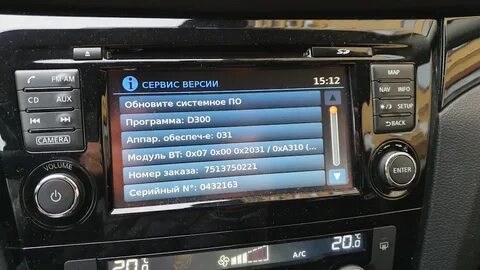 SD
FM·AM
CD AUX
CAMERA
VOLUME
СЕРВИС ВЕРСИИ 15:12
Обновите системное ПО
Программа: D300
Аппар. обеспеч-е: 031
Модуль BT: 0x07 0x00 0x2031 / 0xA310 (...
Номер заказа: 7513750221
Серийный N°: 0432163
MAP
NAV INFO
SETUP
BACK
ENTER
20.0°C
A/C
20.0°C